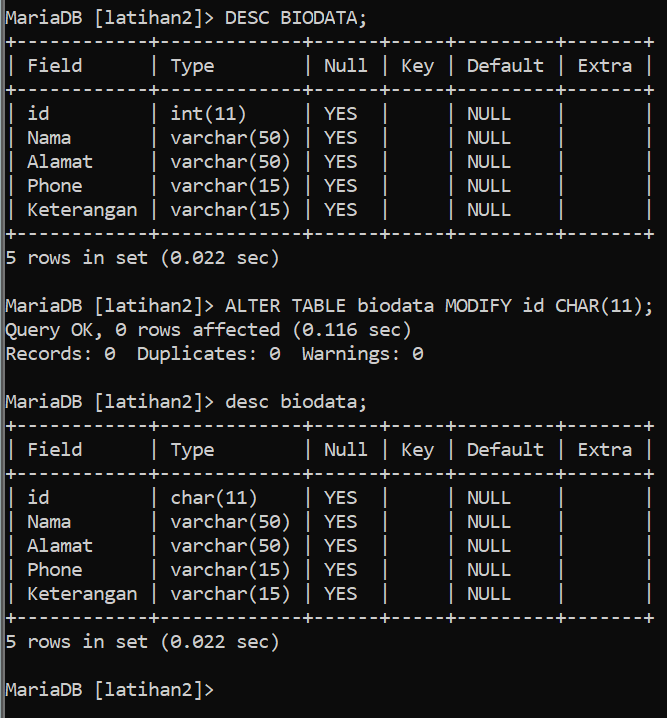 MariaDB [latihan2]> DESC BIODATA;
+------------+-------------+------+-----+---------+-------+
| Field      | Type        | Null | Key | Default | Extra |
+------------+-------------+------+-----+---------+-------+
| id         | int(11)     | YES  |     | NULL    |       |
| Nama       | varchar(50) | YES  |     | NULL    |       |
| Alamat     | varchar(50) | YES  |     | NULL    |       |
| Phone      | varchar(15) | YES  |     | NULL    |       |
| Keterangan | varchar(15) | YES  |     | NULL    |       |
+------------+-------------+------+-----+---------+-------+
5 rows in set (0.022 sec)

MariaDB [latihan2]> ALTER TABLE biodata MODIFY id CHAR(11);
Query OK, 0 rows affected (0.116 sec)
Records: 0  Duplicates: 0  Warnings: 0

MariaDB [latihan2]> desc biodata;
+------------+-------------+------+-----+---------+-------+
| Field      | Type        | Null | Key | Default | Extra |
+------------+-------------+------+-----+---------+-------+
| id         | char(11)    | YES  |     | NULL    |       |
| Nama       | varchar(50) | YES  |     | NULL    |       |
| Alamat     | varchar(50) | YES  |     | NULL    |       |
| Phone      | varchar(15) | YES  |     | NULL    |       |
| Keterangan | varchar(15) | YES  |     | NULL    |       |
+------------+-------------+------+-----+---------+-------+
5 rows in set (0.022 sec)

MariaDB [latihan2]>